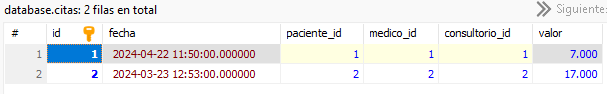 database.citas: 2 filas en total Siguiente:
# id fecha paciente_id medico_id consultorio_id valor
1 1 2024-04-22 11:50:00.000000 1 1 1 7.000
2 2 2024-03-23 12:53:00.000000 2 2 2 17.000